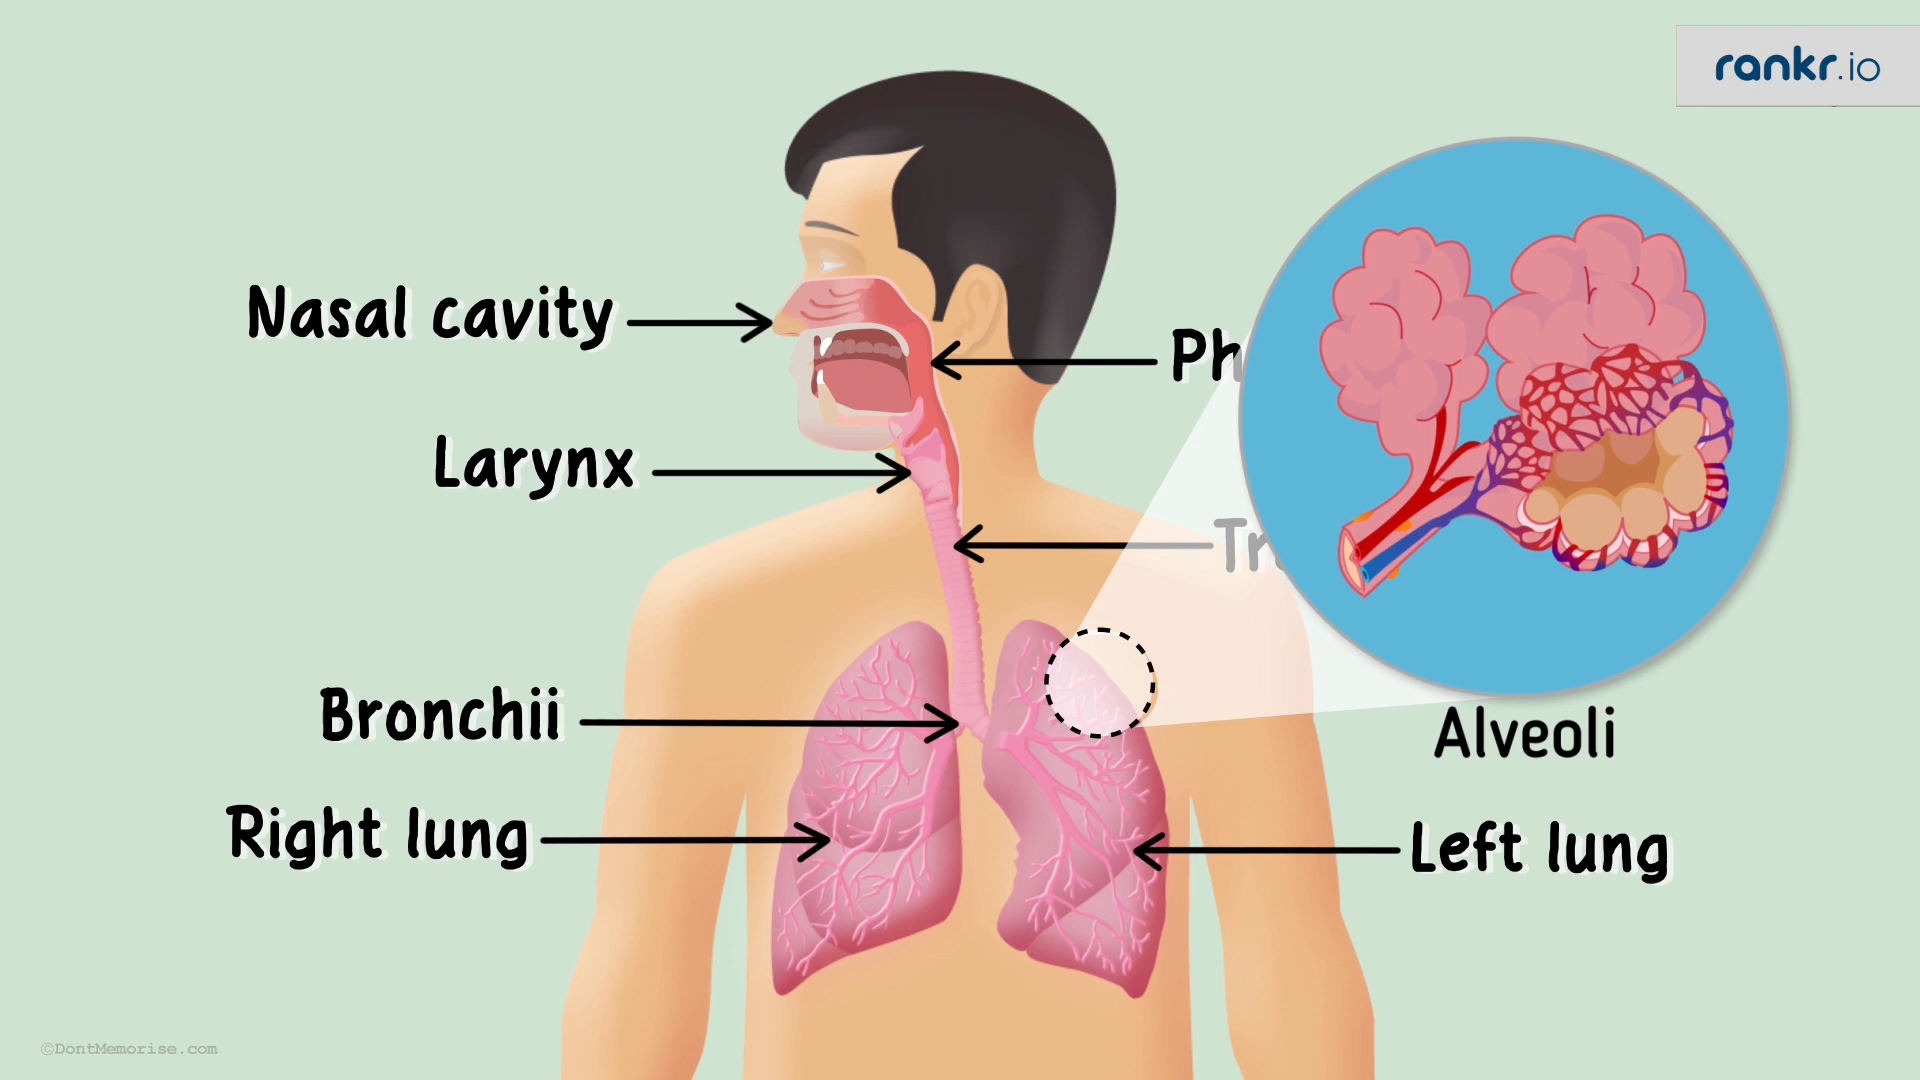 rankr.io
Nasal cavity
Ph
Larynx
Tr
Bronchii
Alveoli
Right lung
Left lung
©DontMemorise.com